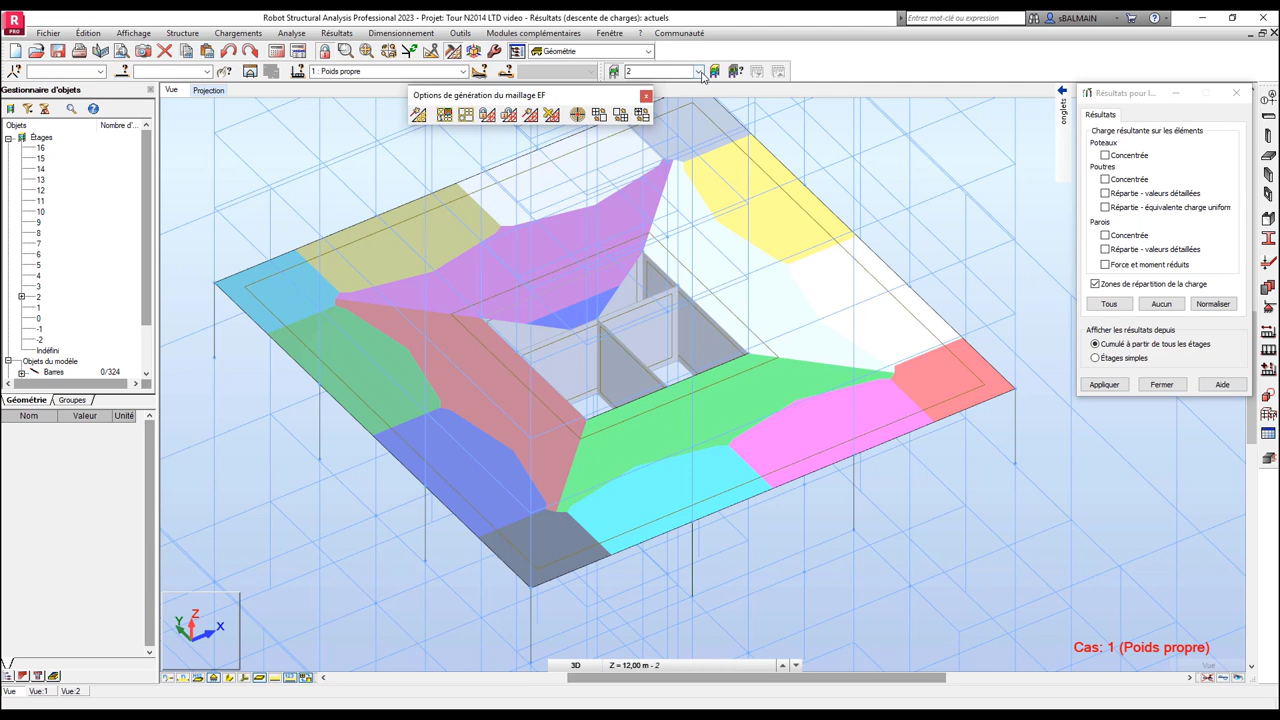 Robot Structural Analysis Professional 2023 - Projet: Tour N2014 LTD video - Résultats (descente de charges): actuels
Entrez mot-clé ou expression
sBALMAIN
R
PRO
Fichier Édition Affichage Structure Chargements Analyse Résultats Dimensionnement Outils Modules complémentaires Fenêtre ? Communauté
Géométrie
1 : Poids propre
2
Gestionnaire d'objets
Vue Projection
Options de génération du maillage EF
Objets Nombre d'...
Étages
16
15
14
13
12
11
10
9
8
7
6
5
4
3
2
1
0
-1
-2
Indéfini
Objets du modèle
Barres 0/324
Géométrie Groupes
Nom Valeur Unité
onglets
Résultats pour l...
Résultats
Charge résultante sur les éléments
Poteaux
Concentrée
Poutres
Concentrée
Répartie - valeurs détaillées
Répartie - équivalente charge uniforn
Parois
Concentrée
Répartie - valeurs détaillées
Force et moment réduits
Zones de répartition de la charge
Tous Aucun Normaliser
Afficher les résultats depuis
Cumulé à partir de tous les étages
Étages simples
Appliquer Fermer Aide
Z
Y
X
Cas: 1 (Poids propre)
3D Z = 12,00 m - 2
Vue
Vue Vue:1 Vue:2